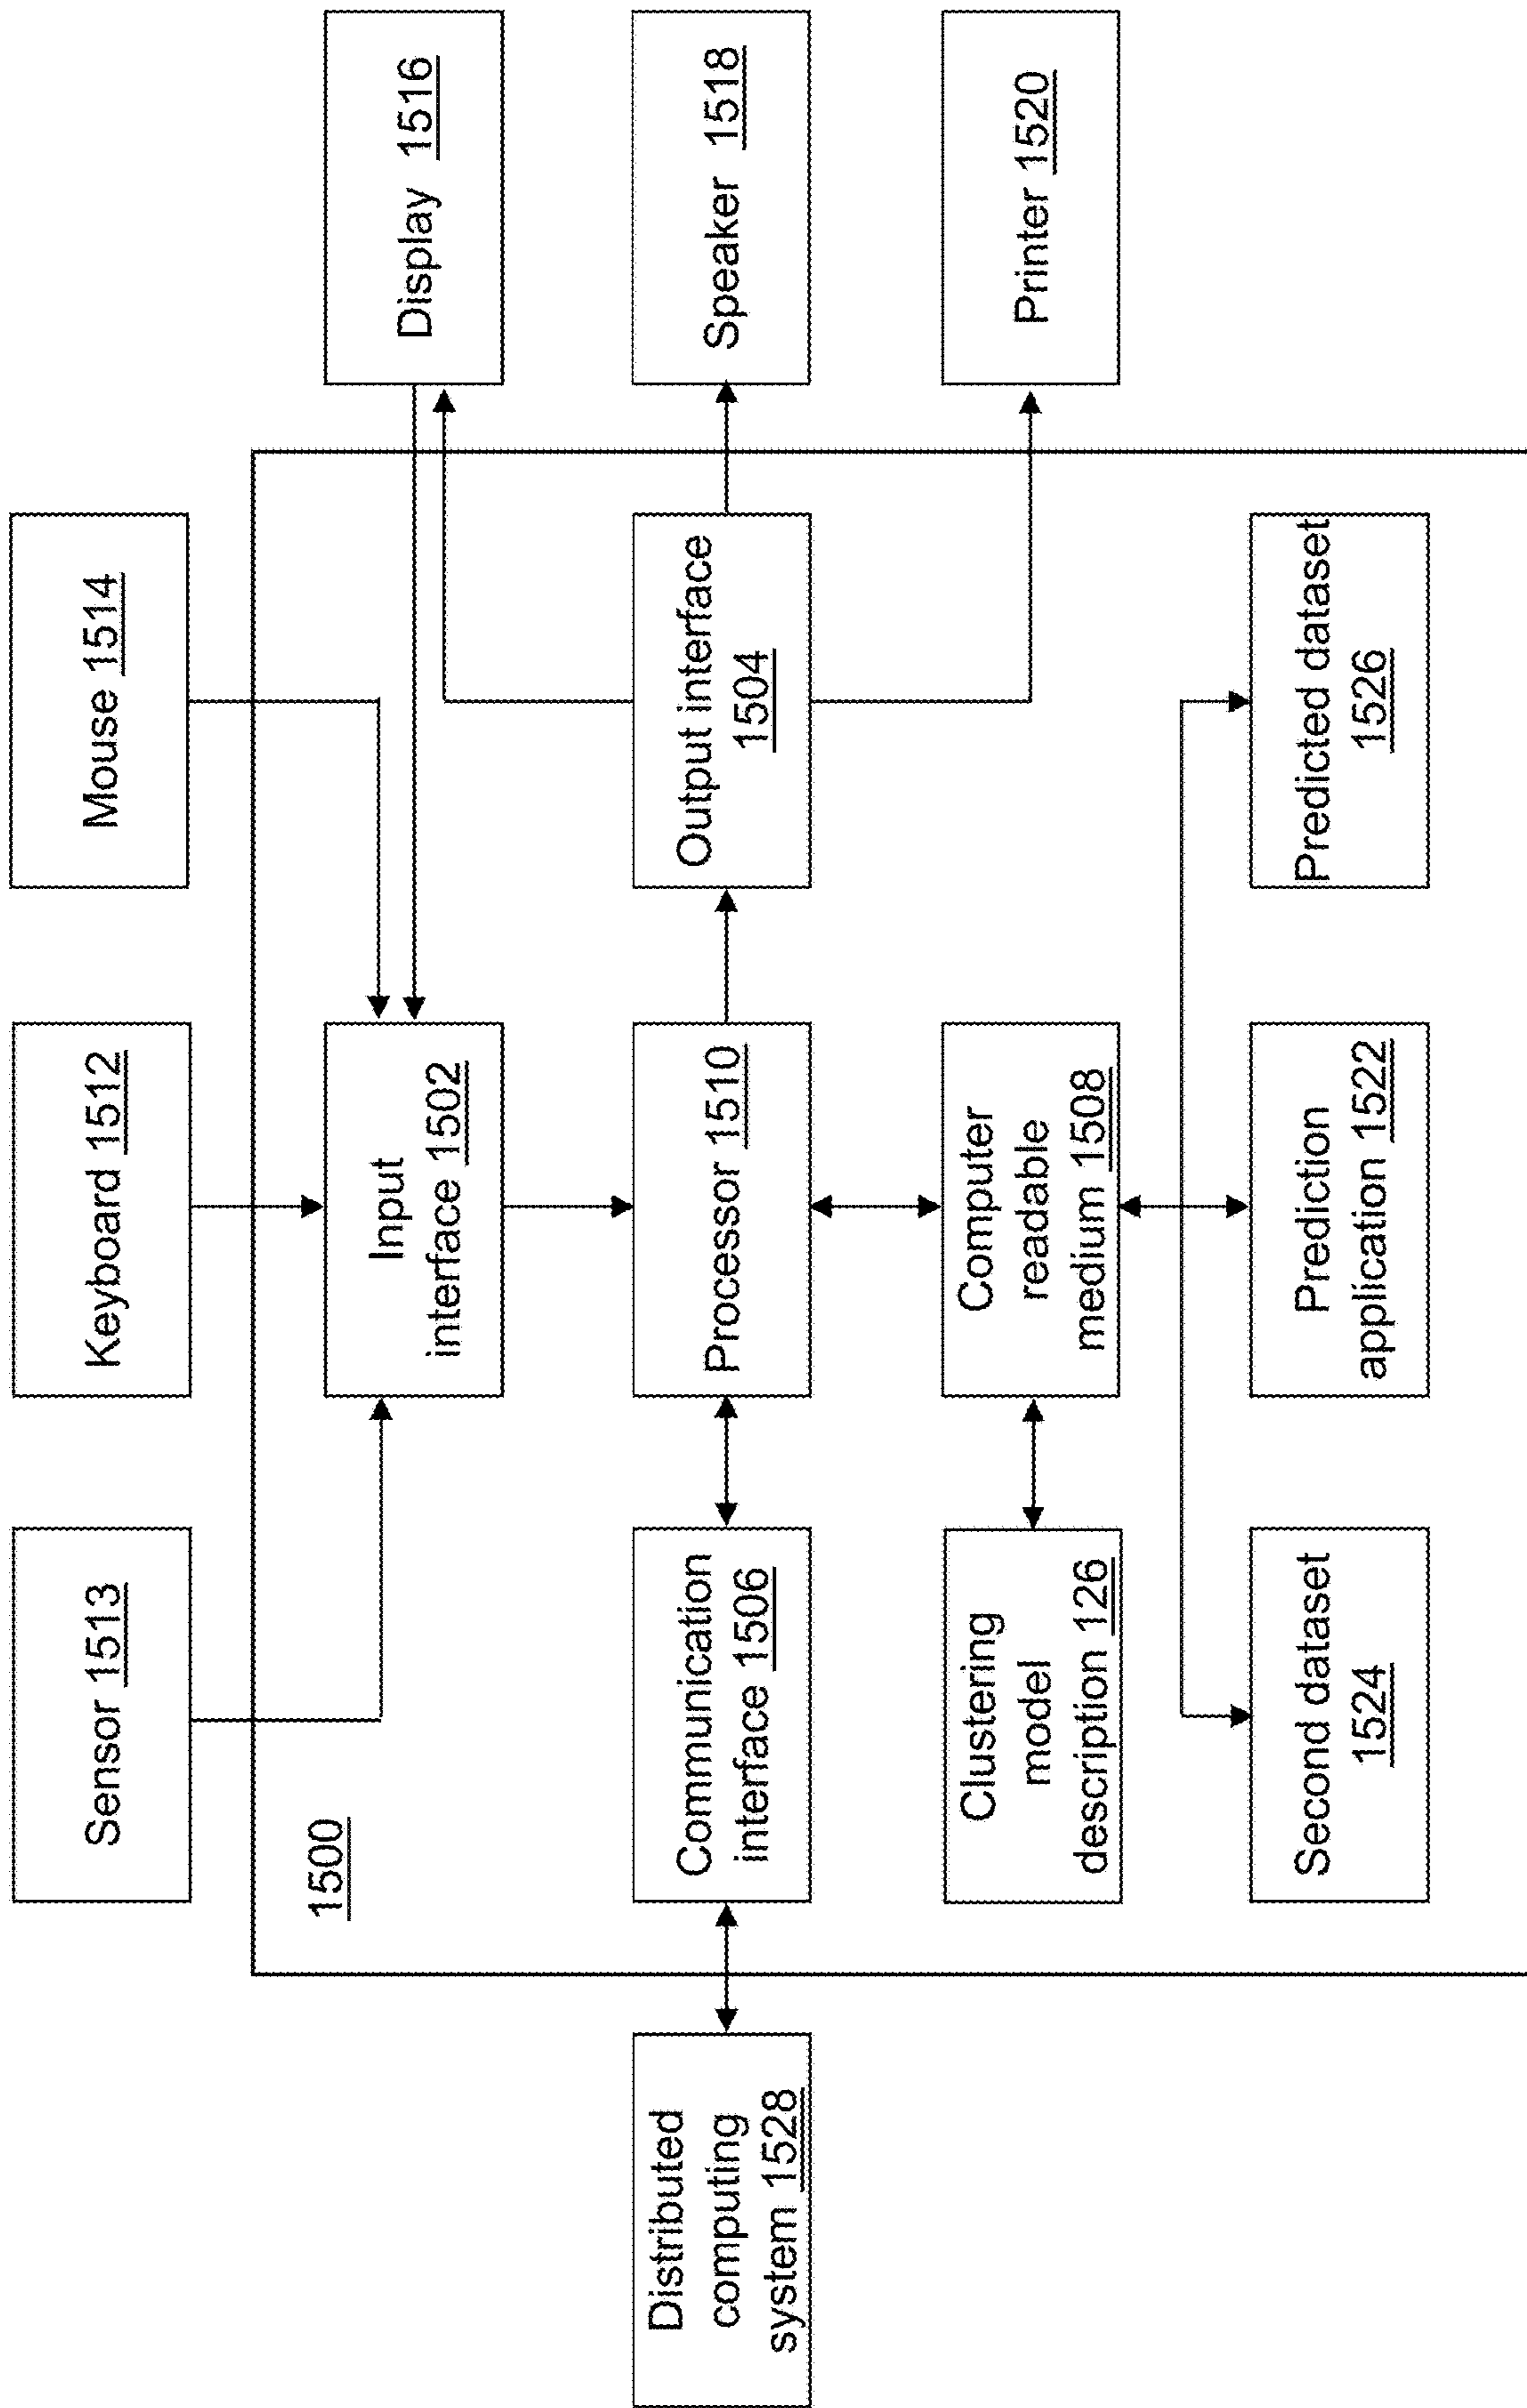 Sensor 1513
Keyboard 1512
Mouse 1514
1500
Input
interface 1502
Display 1516
Distributed
computing
system 1528
Communication
interface 1506
Processor 1510
Output interface
1504
Speaker 1518
Clustering
model
description 126
Computer
readable
medium 1508
Printer 1520
Second dataset
1524
Prediction
application 1522
Predicted dataset
1526